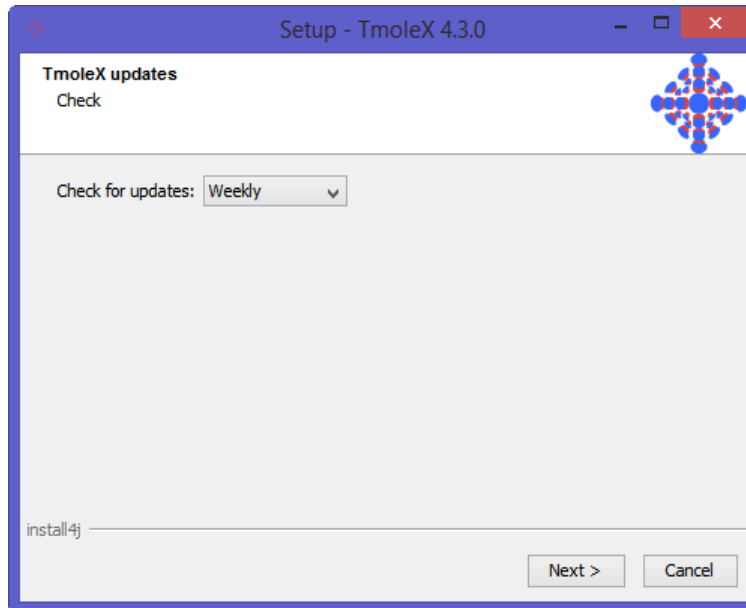 Setup - TmoleX 4.3.0
TmoleX updates
Check
Check for updates: Weekly
install4j
Next > Cancel